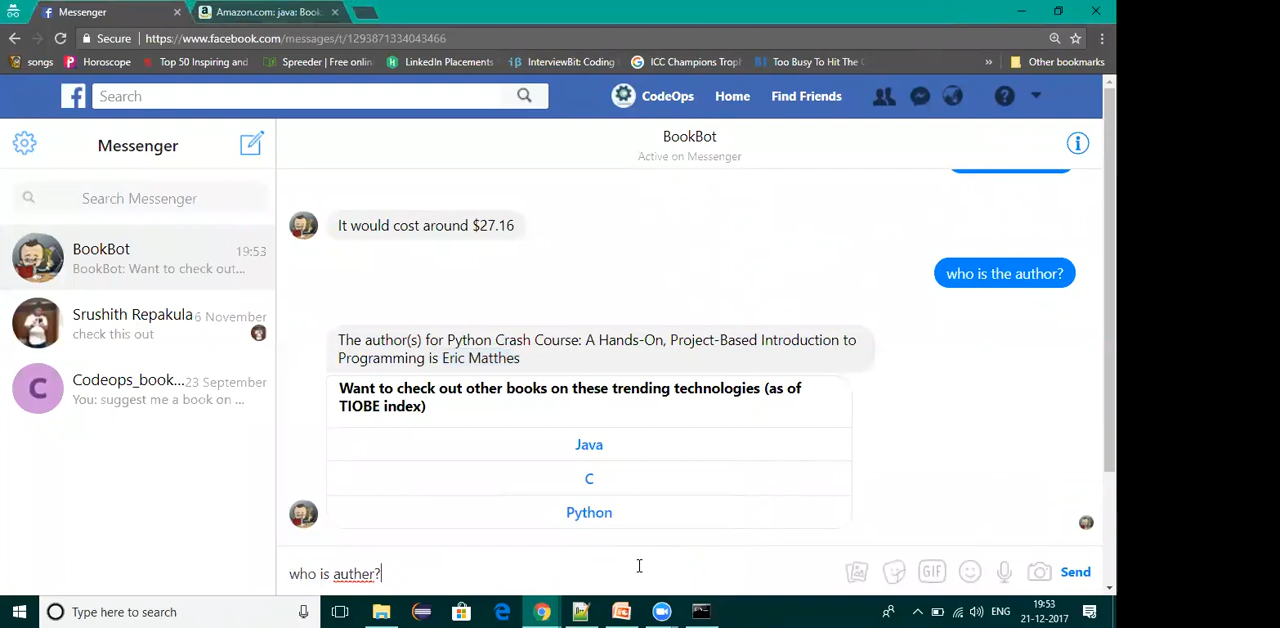 Messenger
Amazon.com: java: Book
Secure https://www.facebook.com/messages/t/1293871334043466
songs Horoscope Top 50 Inspiring and Spreeder | Free onlin LinkedIn Placements InterviewBit: Coding ICC Champions Trop Too Busy To Hit The G » Other bookmarks
Search
CodeOps Home Find Friends
Messenger
Search Messenger
BookBot 19:53
BookBot: Want to check out...
Srushith Repakula 6 November
check this out
C
Codeops_book... 23 September
You: suggest me a book on ...
BookBot
Active on Messenger
It would cost around $27.16
who is the author?
The author(s) for Python Crash Course: A Hands-On, Project-Based Introduction to
Programming is Eric Matthes
Want to check out other books on these trending technologies (as of
TIOBE index)
Java
C
Python
who is auther?
GIF
Send
Type here to search
ENG
19:53
21-12-2017